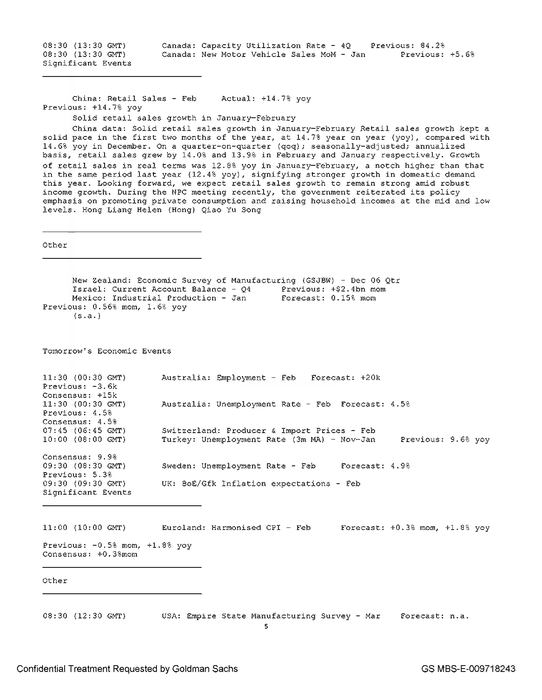 08:30 (13:30 GMT) Canada: Capacity Utilization Rate - 4Q Previous: 84.2%
08:30 (13:30 GMT) Canada: New Motor Vehicle Sales MoM - Jan Previous: +5.6%
Significant Events
China: Retail Sales - Feb Actual: +14.7% yoy
Previous: +14.7% yoy
Solid retail sales growth in January-February
China data: Solid retail sales growth in January-February Retail sales growth kept a
solid pace in the first two months of the year, at 14.7% year on year (yoy), compared with
14.6% yoy in December. On a quarter-on-quarter (qoq); seasonally-adjusted; annualized
basis, retail sales grew by 14.0% and 13.9% in February and January respectively. Growth
of retail sales in real terms was 12.8% yoy in January-February, a notch higher than that
in the same period last year (12.4% yoy), signifying stronger growth in domestic demand
this year. Looking forward, we expect retail sales growth to remain strong amid robust
income growth. During the NPC meeting recently, the government reiterated its policy
emphasis on promoting private consumption and raising household incomes at the mid and low
levels. Hong Liang Helen (Hong) Qiao Yu Song
Other
New Zealand: Economic Survey of Manufacturing (GSJBW) - Dec 06 Qtr
Israel: Current Account Balance - Q4 Previous: +$2.4bn mom
Mexico: Industrial Production - Jan Forecast: 0.15% mom
Previous: 0.56% mom, 1.6% yoy
(s.a.)
Tomorrow's Economic Events
11:30 (00:30 GMT) Australia: Employment - Feb Forecast: +20k
Previous: -3.6k
Consensus: +15k
11:30 (00:30 GMT) Australia: Unemployment Rate - Feb Forecast: 4.5%
Previous: 4.5%
Consensus: 4.5%
07:45 (06:45 GMT) Switzerland: Producer & Import Prices - Feb
10:00 (08:00 GMT) Turkey: Unemployment Rate (3m MA) - Nov-Jan Previous: 9.6% yoy
Consensus: 9.9%
09:30 (08:30 GMT) Sweden: Unemployment Rate - Feb Forecast: 4.9%
Previous: 5.3%
09:30 (09:30 GMT) UK: BoE/Gfk Inflation expectations - Feb
Significant Events
11:00 (10:00 GMT) Euroland: Harmonised CPI - Feb Forecast: +0.3% mom, +1.8% yoy
Previous: -0.5% mom, +1.8% yoy
Consensus: +0.3%mom
Other
08:30 (12:30 GMT) USA: Empire State Manufacturing Survey - Mar Forecast: n.a.
5
Confidential Treatment Requested by Goldman Sachs GS MBS-E-009718243